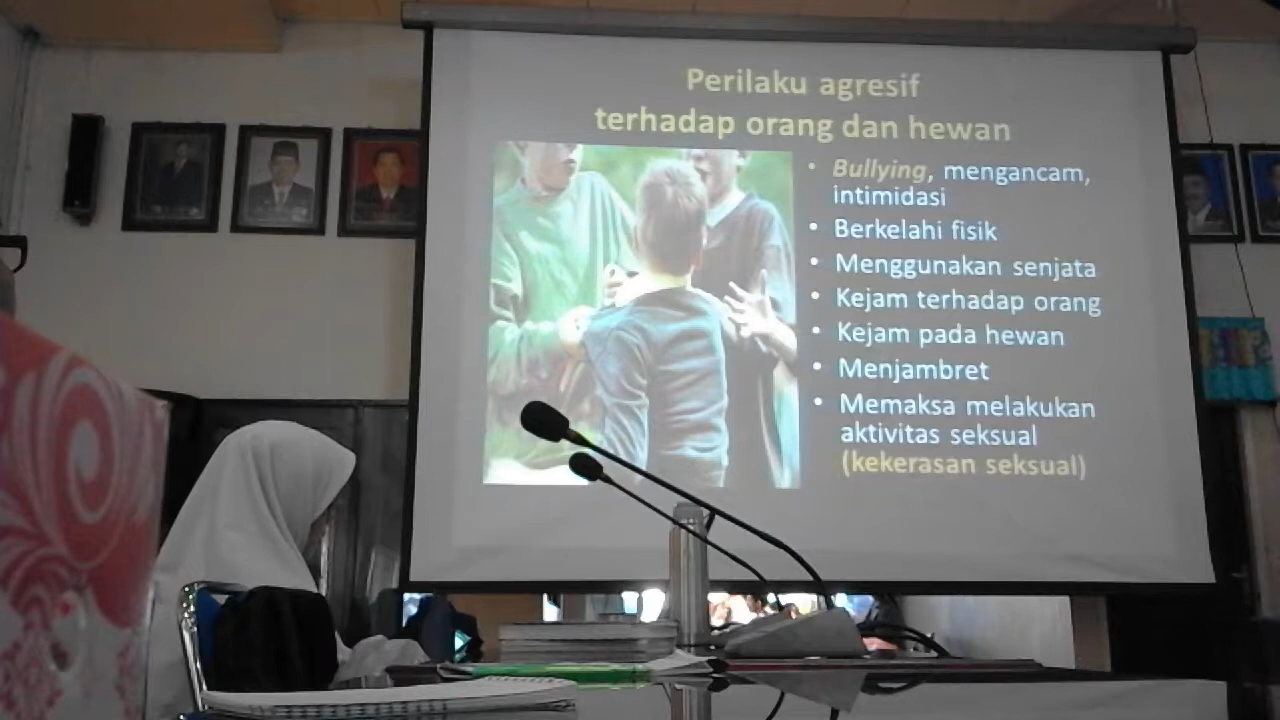 Perilaku agresif
terhadap orang dan hewan
• Bullying, mengancam,
intimidasi
• Berkelahi fisik
• Menggunakan senjata
• Kejam terhadap orang
• Kejam pada hewan
• Menjambret
• Memaksa melakukan
aktivitas seksual
(kekerasan seksual)